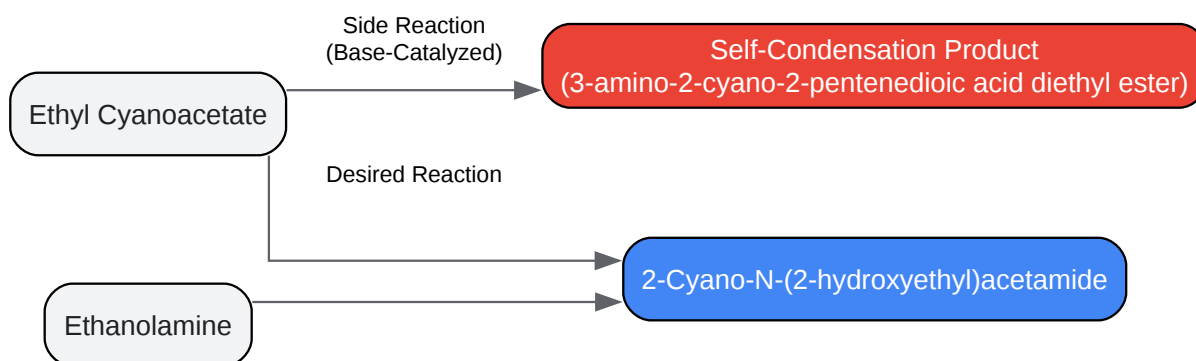 Side Reaction
(Base-Catalyzed)
Self-Condensation Product
(3-amino-2-cyano-2-pentenedioic acid diethyl ester)
Ethyl Cyanoacetate
Desired Reaction
2-Cyano-N-(2-hydroxyethyl)acetamide
Ethanolamine